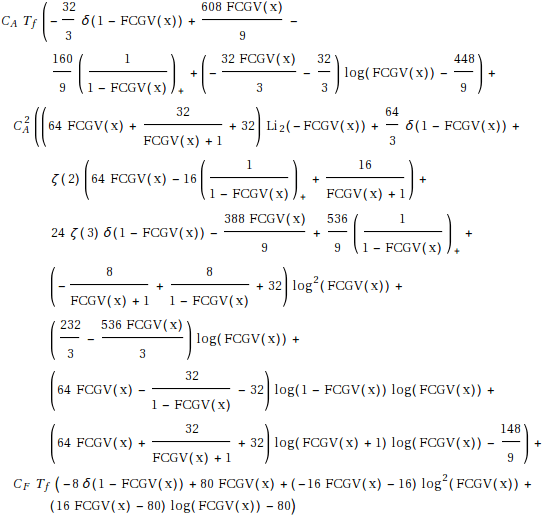 C_A T_f ( - 32/3 δ(1 - FCGV(x)) + 608 FCGV(x)/9 -
160/9 (1/(1 - FCGV(x)))_+ + ( - 32 FCGV(x)/3 - 32/3 ) log(FCGV(x)) - 448/9 ) +
C_A^2 ( ( 64 FCGV(x) + 32/(FCGV(x) + 1) + 32 ) Li_2(-FCGV(x)) + 64/3 δ(1 - FCGV(x)) +
ζ(2) ( 64 FCGV(x) - 16 (1/(1 - FCGV(x)))_+ + 16/(FCGV(x) + 1) ) +
24 ζ(3) δ(1 - FCGV(x)) - 388 FCGV(x)/9 + 536/9 (1/(1 - FCGV(x)))_+ +
( - 8/(FCGV(x) + 1) + 8/(1 - FCGV(x)) + 32 ) log^2(FCGV(x)) +
( 232/3 - 536 FCGV(x)/3 ) log(FCGV(x)) +
( 64 FCGV(x) - 32/(1 - FCGV(x)) - 32 ) log(1 - FCGV(x)) log(FCGV(x)) +
( 64 FCGV(x) + 32/(FCGV(x) + 1) + 32 ) log(FCGV(x) + 1) log(FCGV(x)) - 148/9 ) +
C_F T_f ( -8 δ(1 - FCGV(x)) + 80 FCGV(x) + (-16 FCGV(x) - 16) log^2(FCGV(x)) +
(16 FCGV(x) - 80) log(FCGV(x)) - 80 )